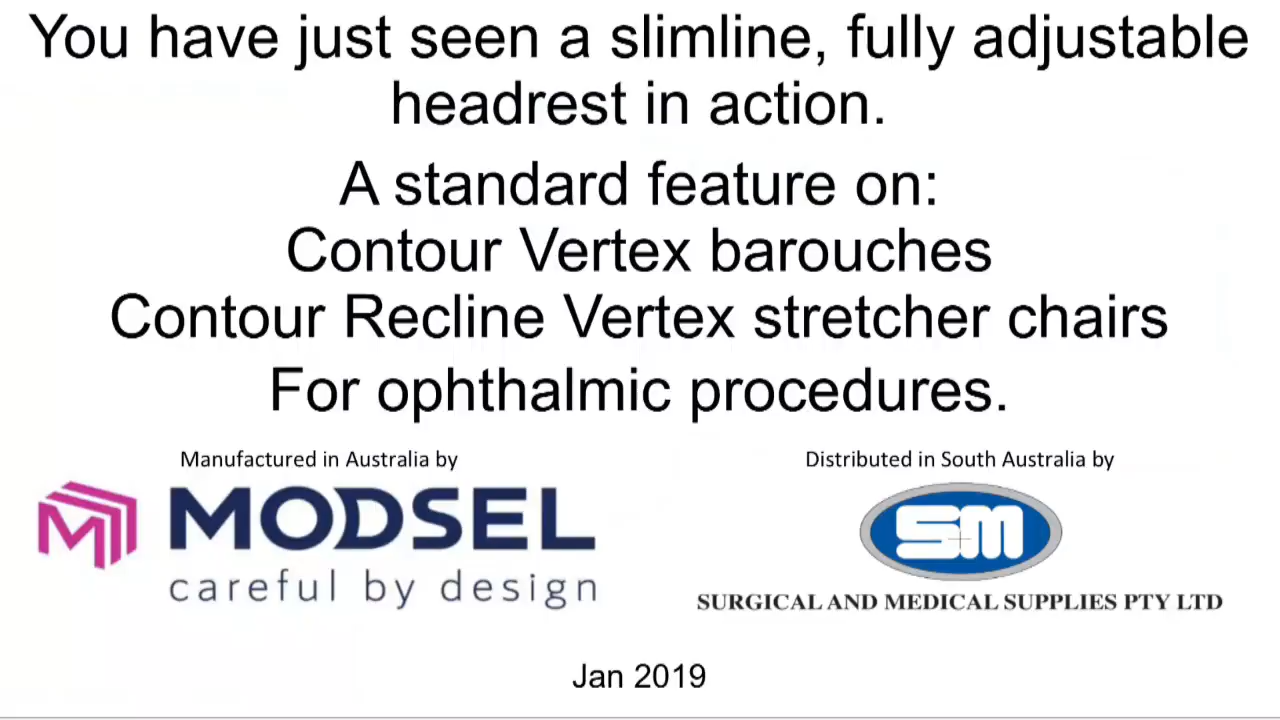 You have just seen a slimline, fully adjustable
headrest in action.
A standard feature on:
Contour Vertex barouches
Contour Recline Vertex stretcher chairs
For ophthalmic procedures.
Manufactured in Australia by
MODSEL
careful by design
Distributed in South Australia by
S+M
SURGICAL AND MEDICAL SUPPLIES PTY LTD
Jan 2019